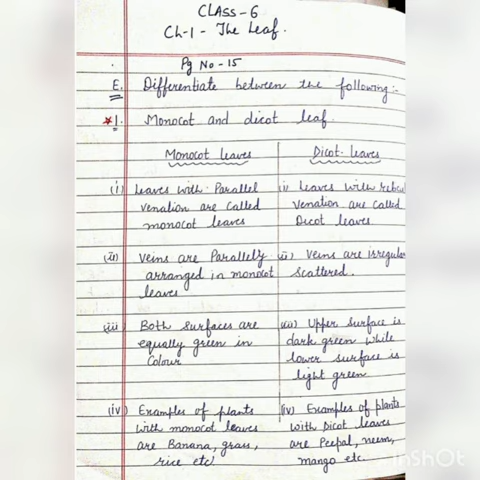 CLASS-6
Ch-1 - The Leaf.
Pg No-15
E. Differentiate between the following:-
*1. Monocot and dicot leaf.
Monocot leaves
Dicot leaves
(i) Leaves with Parallel
venation are called
monocot leaves
i) Leaves with reticu
venation are called
Dicot leaves
(ii) Veins are Parallely
arranged in monocot
leaves
ii) Veins are irregula
scattered.
(iii) Both surfaces are
equally green in
Colour
(iii) Upper surface is
dark green while
lower surface is
light green
(iv) Examples of plants
with monocot leaves
are Banana, grass,
rice etc
(iv) Examples of plants
with Dicot leaves
are Peepal, neem,
mango etc.
InShOt